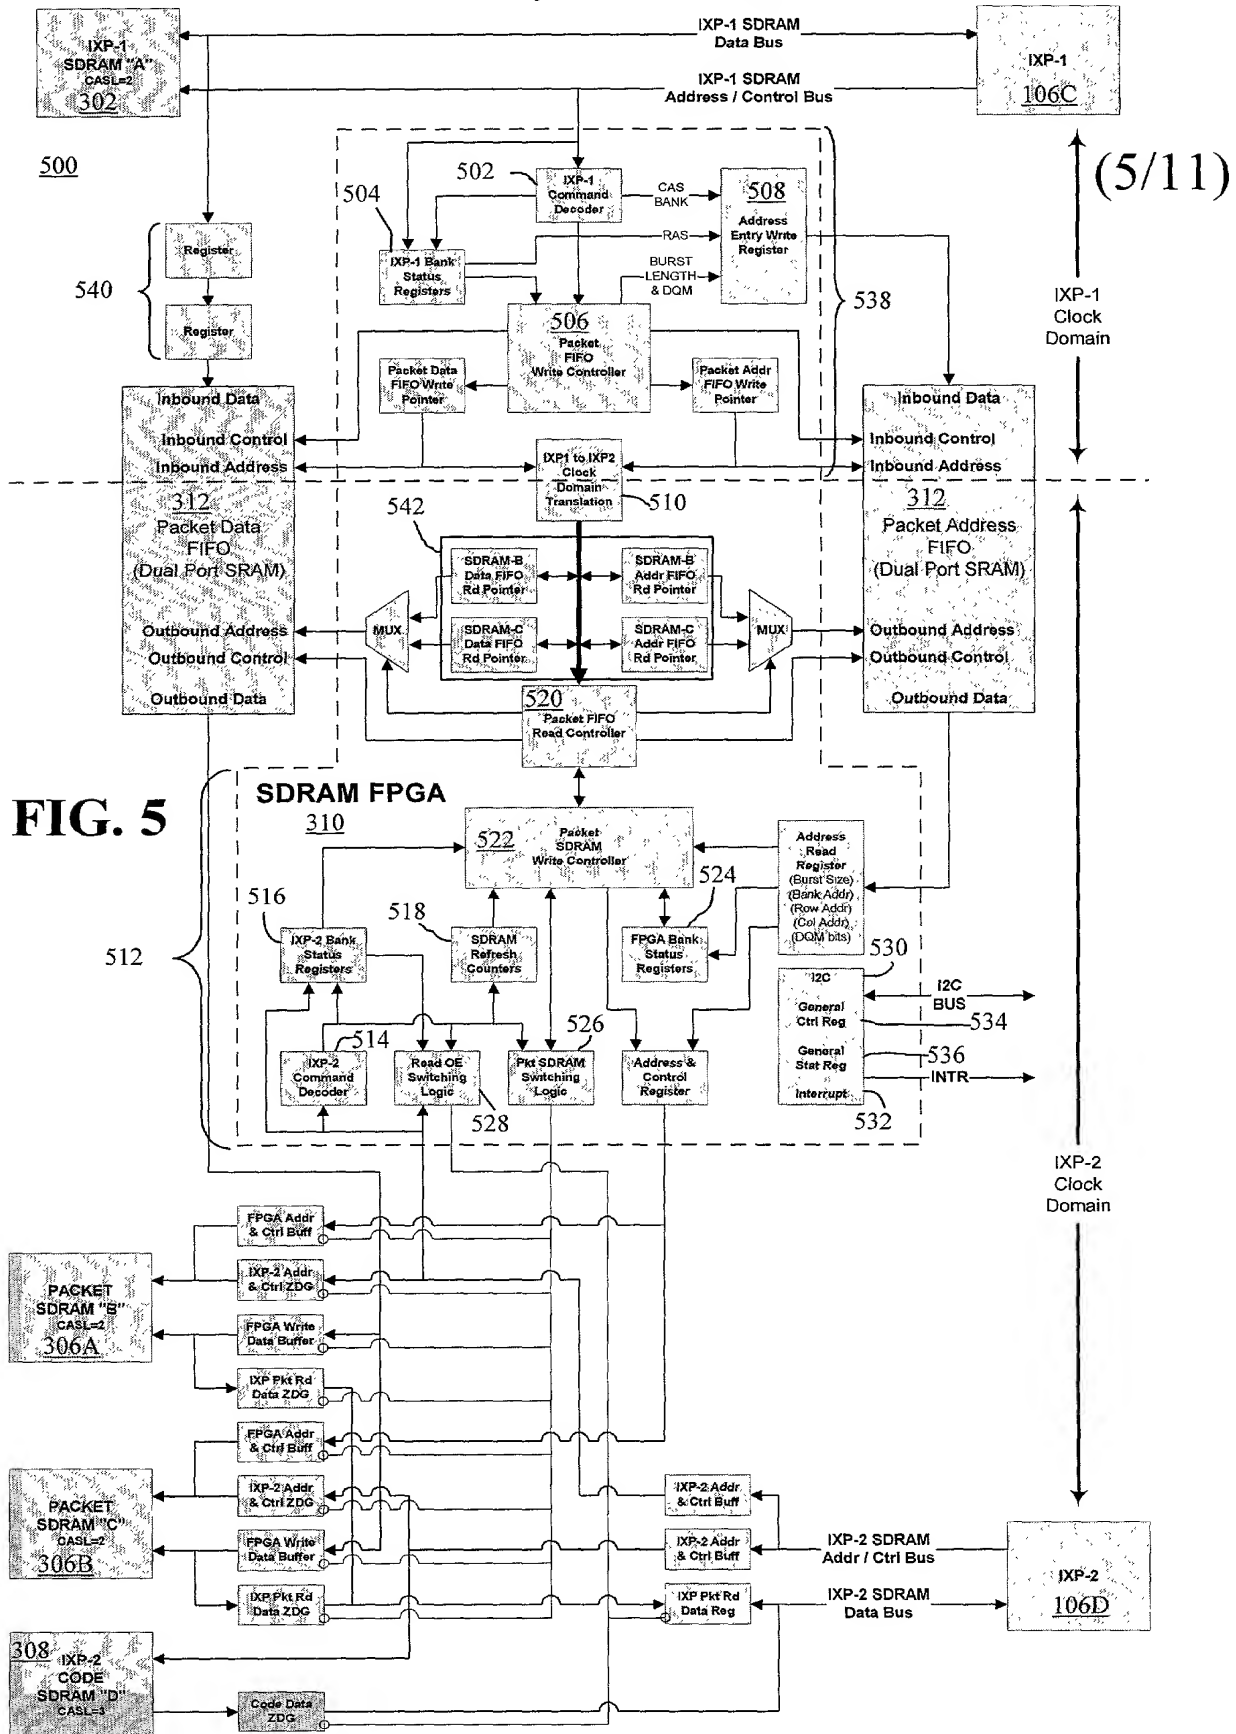 IXP-1
SDRAM "A"
CASL=2
302
IXP-1 SDRAM
Data Bus
IXP-1 SDRAM
Address / Control Bus
IXP-1
106C
(5/11)
500
502
504
IXP-1
Command
Decoder
CAS
BANK
RAS
BURST
LENGTH
& DQM
508
Address
Entry Write
Register
IXP-1 Bank
Status
Registers
538
540
Register
Register
506
Packet
FIFO
Write Controller
Packet Data
FIFO Write
Pointer
Packet Addr
FIFO Write
Pointer
IXP-1
Clock
Domain
Inbound Data
Inbound Control
Inbound Address
312
Packet Data
FIFO
(Dual Port SRAM)
Outbound Address
Outbound Control
Outbound Data
IXP1 to IXP2
Clock
Domain
Translation
510
542
SDRAM-B
Data FIFO
Rd Pointer
SDRAM-B
Addr FIFO
Rd Pointer
MUX
SDRAM-C
Data FIFO
Rd Pointer
SDRAM-C
Addr FIFO
Rd Pointer
MUX
Inbound Data
Inbound Control
Inbound Address
312
Packet Address
FIFO
(Dual Port SRAM)
Outbound Address
Outbound Control
Outbound Data
520
Packet FIFO
Read Controller
FIG. 5
512
SDRAM FPGA
310
522
Packet
SDRAM
Write Controller
524
Address
Read
Register
(Burst Size)
(Bank Addr)
(Row Addr)
(Col Addr)
(DQM bits)
516
IXP-2 Bank
Status
Registers
518
SDRAM
Refresh
Counters
FPGA Bank
Status
Registers
530
I2C
General
Ctrl Reg
General
Stat Reg
Interrupt
I2C
BUS
534
536
INTR
532
514
IXP-2
Command
Decoder
Read OE
Switching
Logic
528
526
Pkt SDRAM
Switching
Logic
Address &
Control
Register
IXP-2
Clock
Domain
FPGA Addr
& Ctrl Buff
IXP-2 Addr
& Ctrl ZDG
FPGA Write
Data Buffer
IXP Pkt Rd
Data ZDG
PACKET
SDRAM "B"
CASL=2
306A
FPGA Addr
& Ctrl Buff
IXP-2 Addr
& Ctrl ZDG
FPGA Write
Data Buffer
IXP Pkt Rd
Data ZDG
PACKET
SDRAM "C"
CASL=2
306B
IXP-2 Addr
& Ctrl Buff
IXP-2 Addr
& Ctrl Buff
IXP Pkt Rd
Data Reg
IXP-2 SDRAM
Addr / Ctrl Bus
IXP-2 SDRAM
Data Bus
IXP-2
106D
308
IXP-2
CODE
SDRAM "D"
CASL=3
Code Data
ZDG